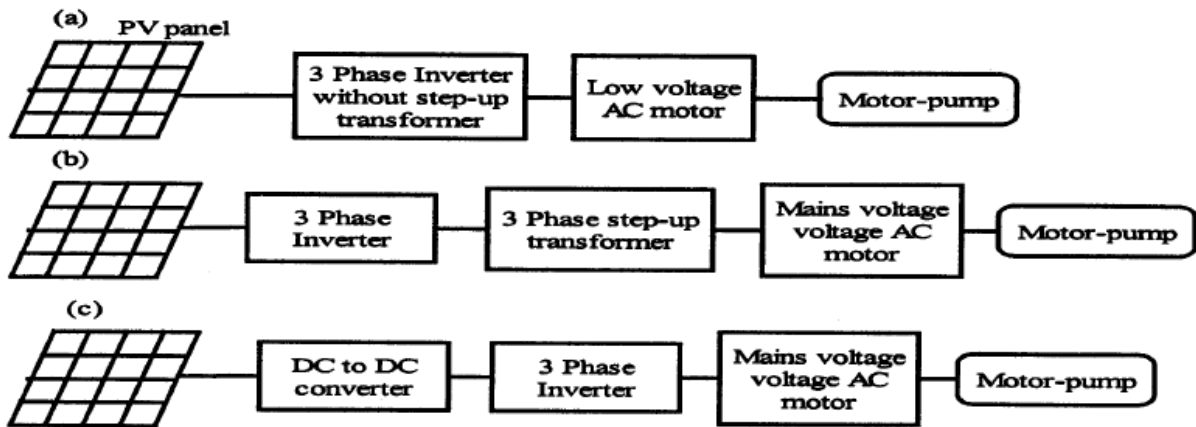 (a)
PV panel
3 Phase Inverter
without step-up
transformer
Low voltage
AC motor
Motor-pump
(b)
3 Phase
Inverter
3 Phase step-up
transformer
Mains voltage
voltage AC
motor
Motor-pump
(c)
DC to DC
converter
3 Phase
Inverter
Mains voltage
voltage AC
motor
Motor-pump